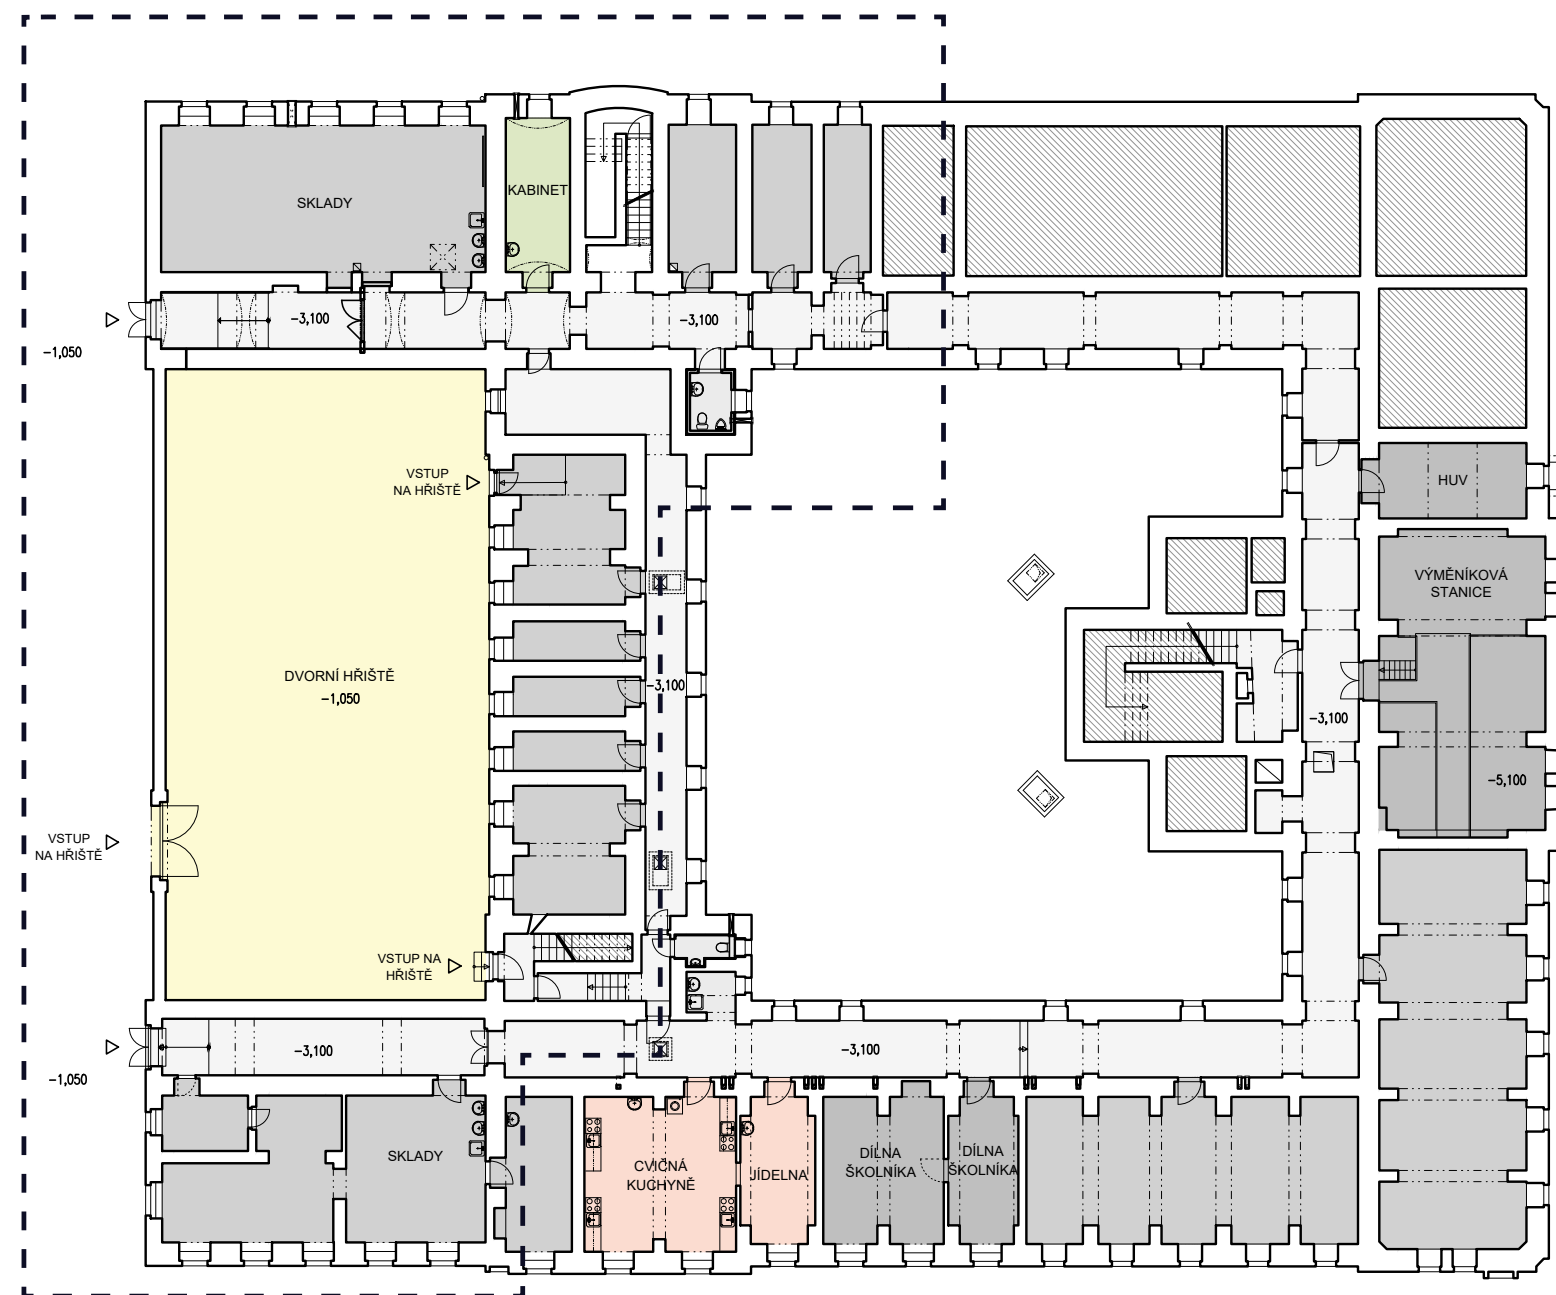 SKLADY
KABINET
-3,100
-3,100
-1,050
VSTUP
NA HŘIŠTĚ
HUV
VÝMĚNÍKOVÁ
STANICE
DVORNÍ HŘIŠTĚ
-1,050
-3,100
-3,100
-5,100
VSTUP
NA HŘIŠTĚ
VSTUP NA
HŘIŠTĚ
-3,100
-3,100
-1,050
SKLADY
CVIČNÁ
KUCHYNĚ
JÍDELNA
DÍLNA
ŠKOLNÍKA
DÍLNA
ŠKOLNÍKA